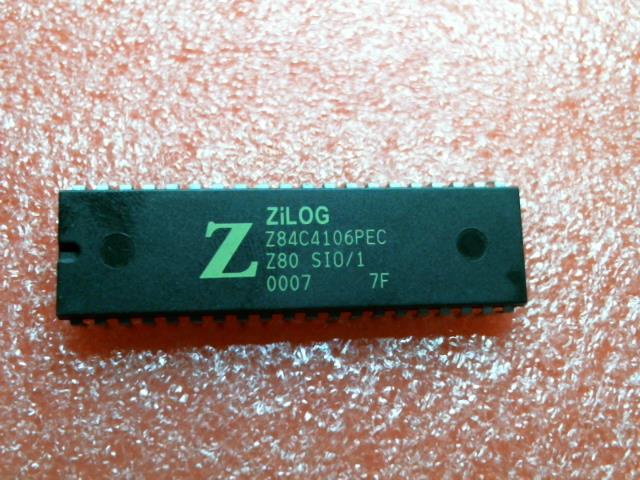 Z
ZiLOG
Z84C4106PEC
Z80 SIO/1
0007 7F